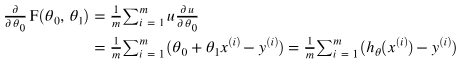 ∂/∂θ₀ F(θ₀, θ₁) = 1/m ∑ᵢ₌₁ᵐ u ∂u/∂θ₀
= 1/m ∑ᵢ₌₁ᵐ (θ₀ + θ₁x⁽ⁱ⁾ − y⁽ⁱ⁾) = 1/m ∑ᵢ₌₁ᵐ (h_θ(x⁽ⁱ⁾) − y⁽ⁱ⁾)